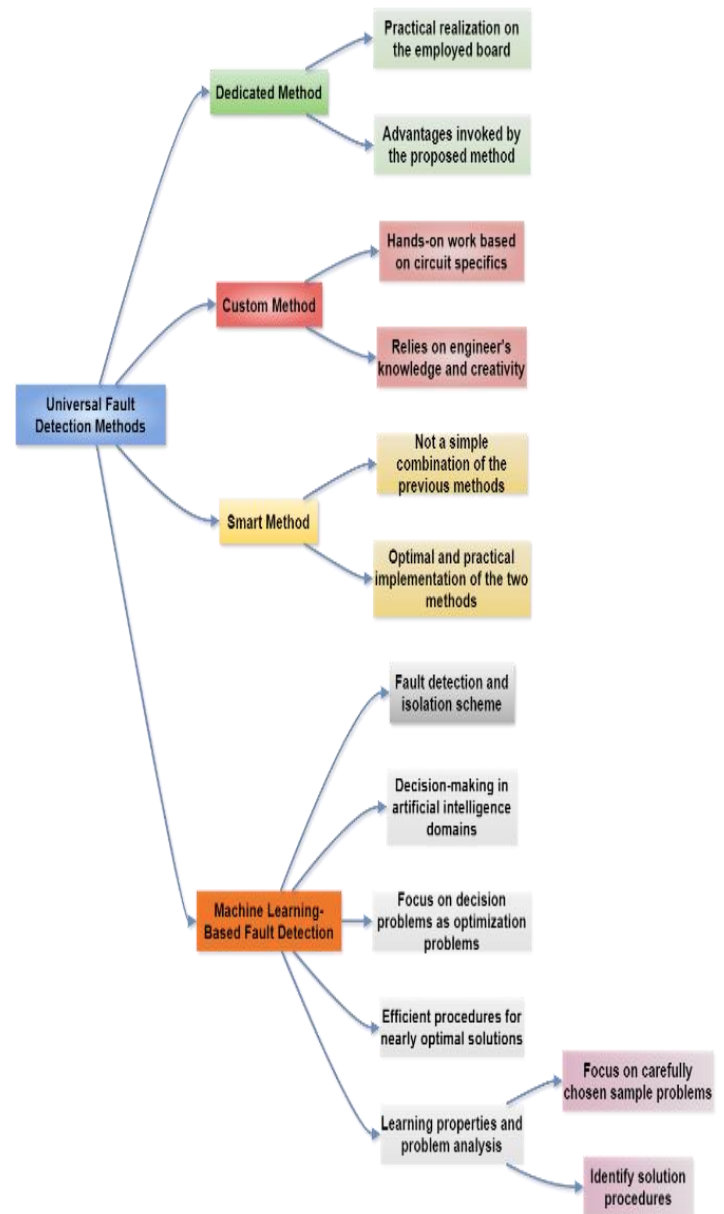 Practical realization on
the employed board
Dedicated Method
Advantages invoked by
the proposed method
Hands-on work based
on circuit specifics
Custom Method
Relies on engineer's
knowledge and creativity
Universal Fault
Detection Methods
Not a simple
combination of the
previous methods
Smart Method
Optimal and practical
implementation of the two
methods
Fault detection and
isolation scheme
Decision-making in
artificial intelligence
domains
Machine Learning-
Based Fault Detection
Focus on decision
problems as optimization
problems
Efficient procedures for
nearly optimal solutions
Learning properties and
problem analysis
Focus on carefully
chosen sample problems
Identify solution
procedures